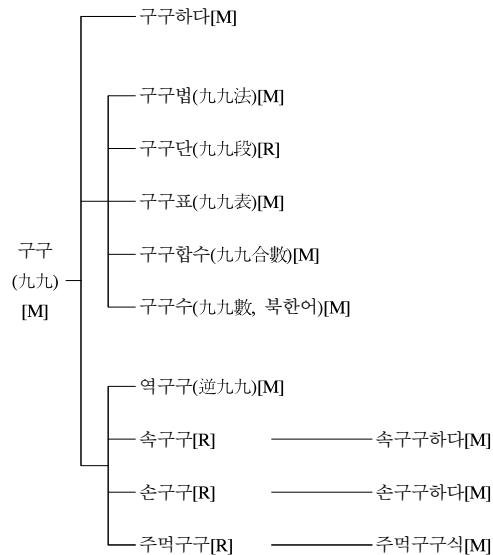 구구하다[M]
구구법(九九法)[M]
구구단(九九段)[R]
구구표(九九表)[M]
구구합수(九九合數)[M]
구구수(九九數, 북한어)[M]
구구
(九九)
[M]
역구구(逆九九)[M]
속구구[R] 속구구하다[M]
손구구[R] 손구구하다[M]
주먹구구[R] 주먹구구식[M]